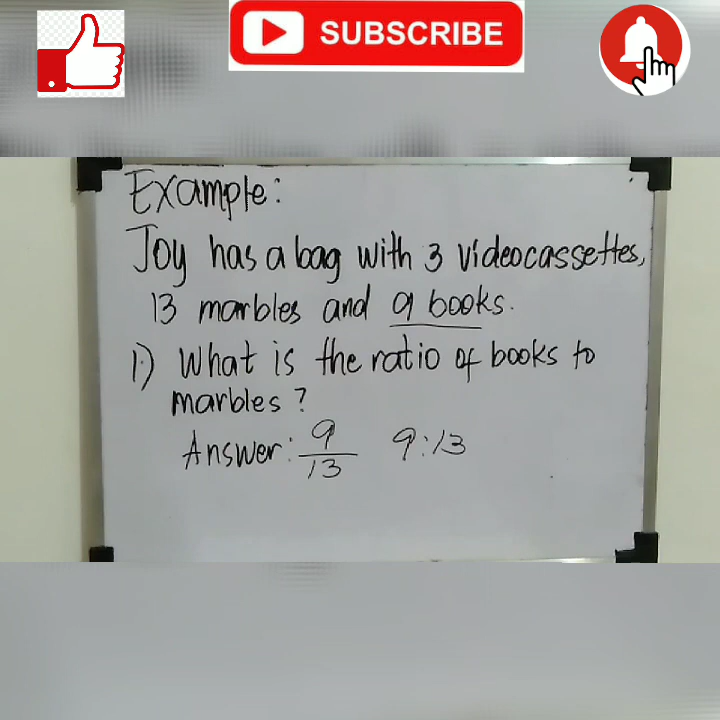 SUBSCRIBE
Example:
Joy has a bag with 3 videocassettes,
13 marbles and 9 books.
1.) What is the ratio of books to
marbles?
Answer: 9/13 9:13